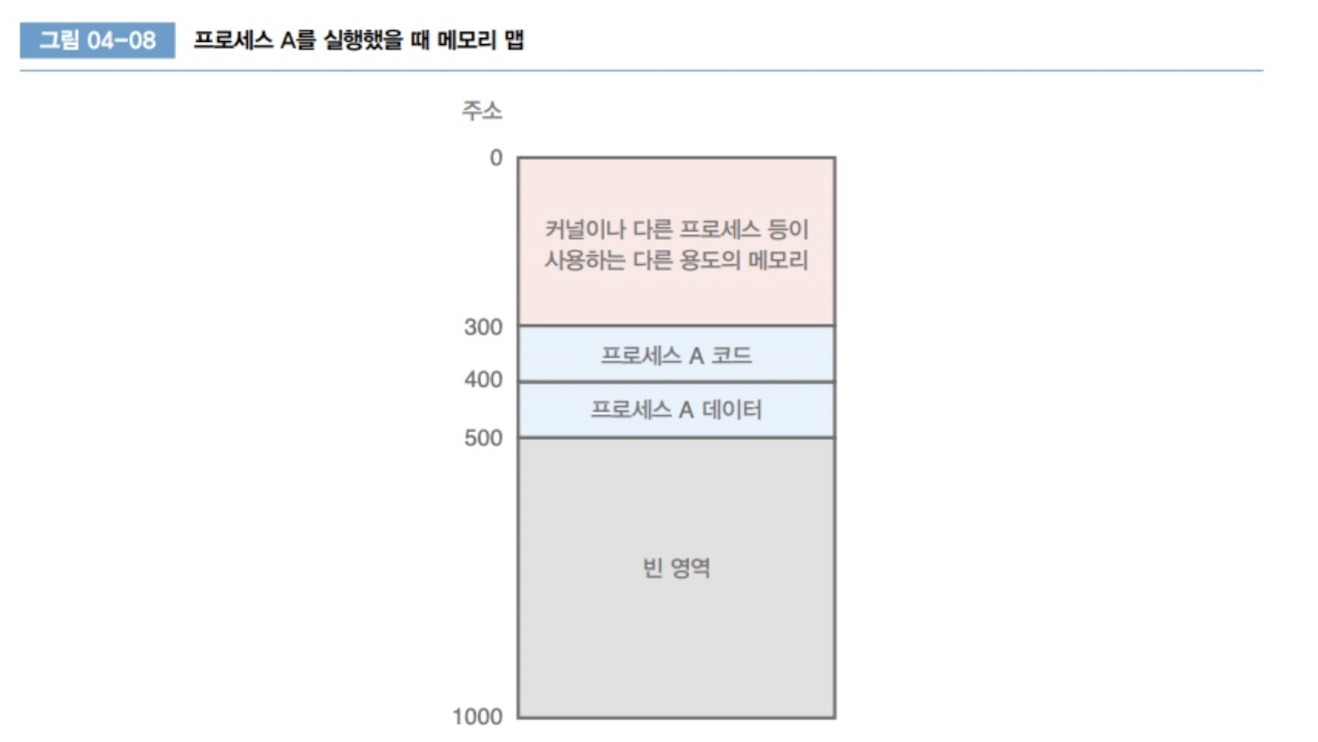 그림 04-08 프로세스 A를 실행했을 때 메모리 맵
주소
0
커널이나 다른 프로세스 등이
사용하는 다른 용도의 메모리
300
프로세스 A 코드
400
프로세스 A 데이터
500
빈 영역
1000